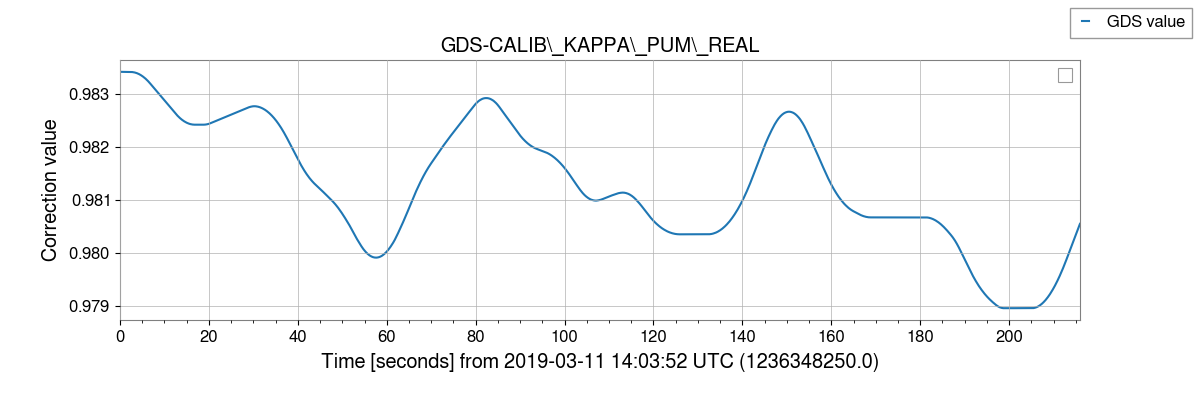 GDS value
GDS-CALIB\_KAPPA\_PUM\_REAL
Correction value
0.983
0.982
0.981
0.980
0.979
0 20 40 60 80 100 120 140 160 180 200
Time [seconds] from 2019-03-11 14:03:52 UTC (1236348250.0)